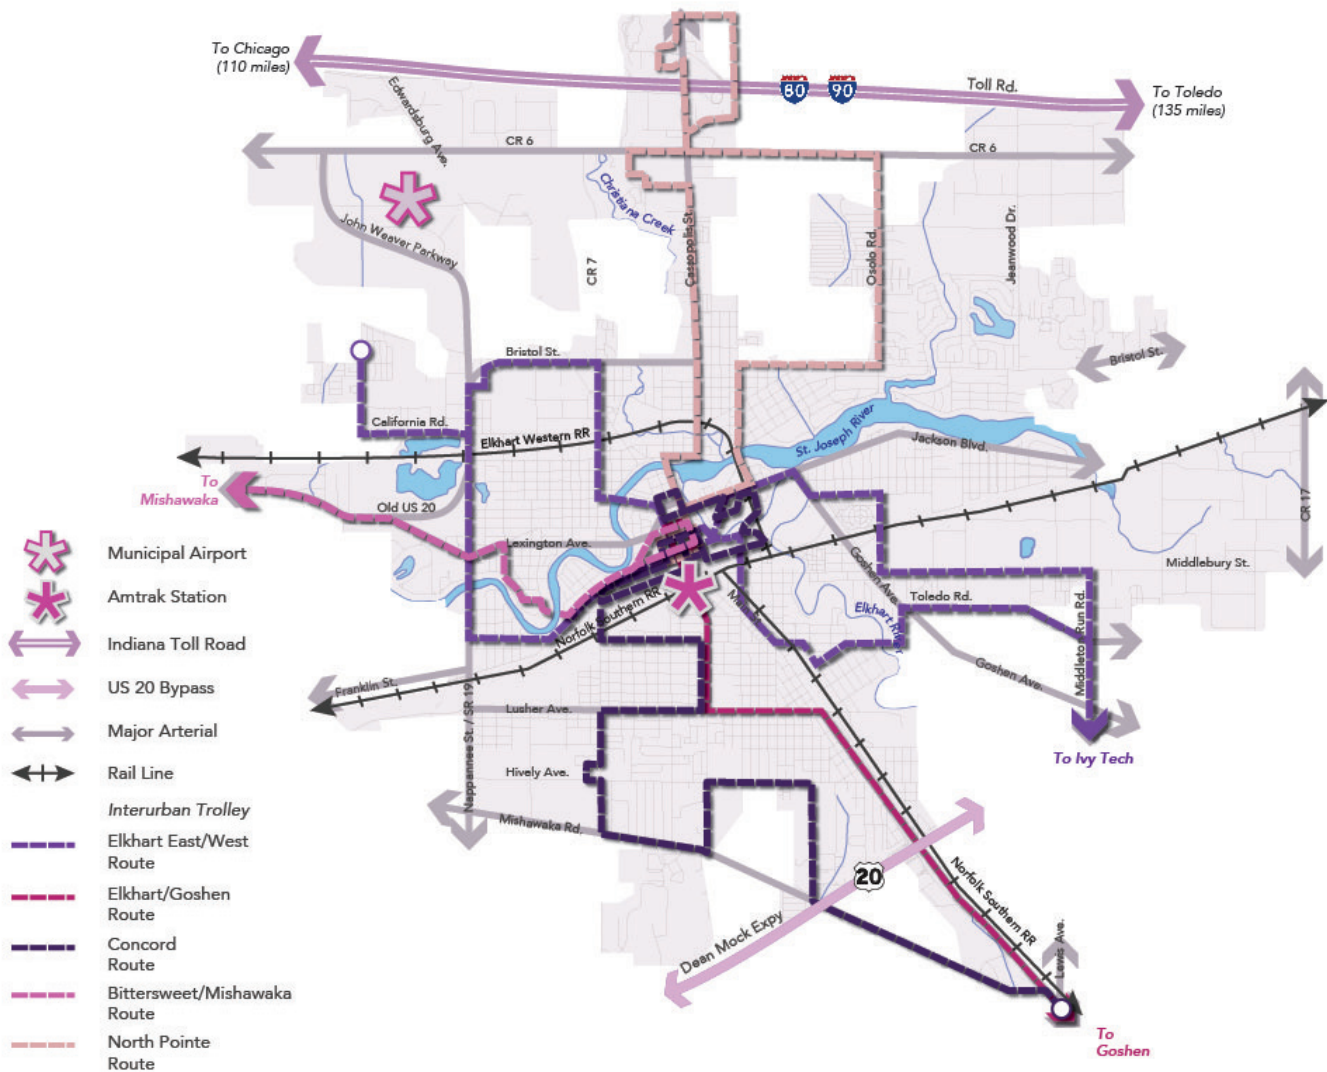 To Chicago
(110 miles)
80
90
Toll Rd.
To Toledo
(135 miles)
Edwardsburg Ave.
CR 6
CR 6
Christiana Creek
John Weaver Parkway
CR 7
Cassopolis St.
Osolo Rd.
Jeanwood Dr.
Bristol St.
Bristol St.
California Rd.
Elkhart Western RR
St. Joseph River
Jackson Blvd.
To
Mishawaka
Old US 20
CR 17
Lexington Ave.
Goshen Ave.
Middlebury St.
Norfolk Southern RR
Elkhart River
Toledo Rd.
Middleton Run Rd.
Franklin St.
Goshen Ave.
Nappannee St. / SR 19
Lusher Ave.
To Ivy Tech
Hively Ave.
Mishawaka Rd.
20
Norfolk Southern RR
Dean Mock Expy
Lewis Ave.
To
Goshen
Municipal Airport
Amtrak Station
Indiana Toll Road
US 20 Bypass
Major Arterial
Rail Line
Interurban Trolley
Elkhart East/West
Route
Elkhart/Goshen
Route
Concord
Route
Bittersweet/Mishawaka
Route
North Pointe
Route